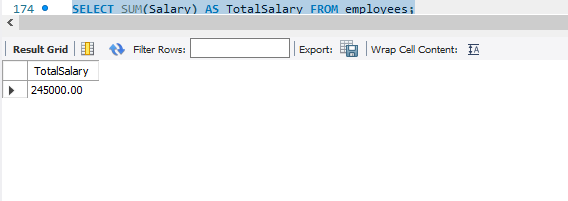 174 SELECT SUM(Salary) AS TotalSalary FROM employees;
Result Grid Filter Rows: Export: Wrap Cell Content: IA
TotalSalary
245000.00